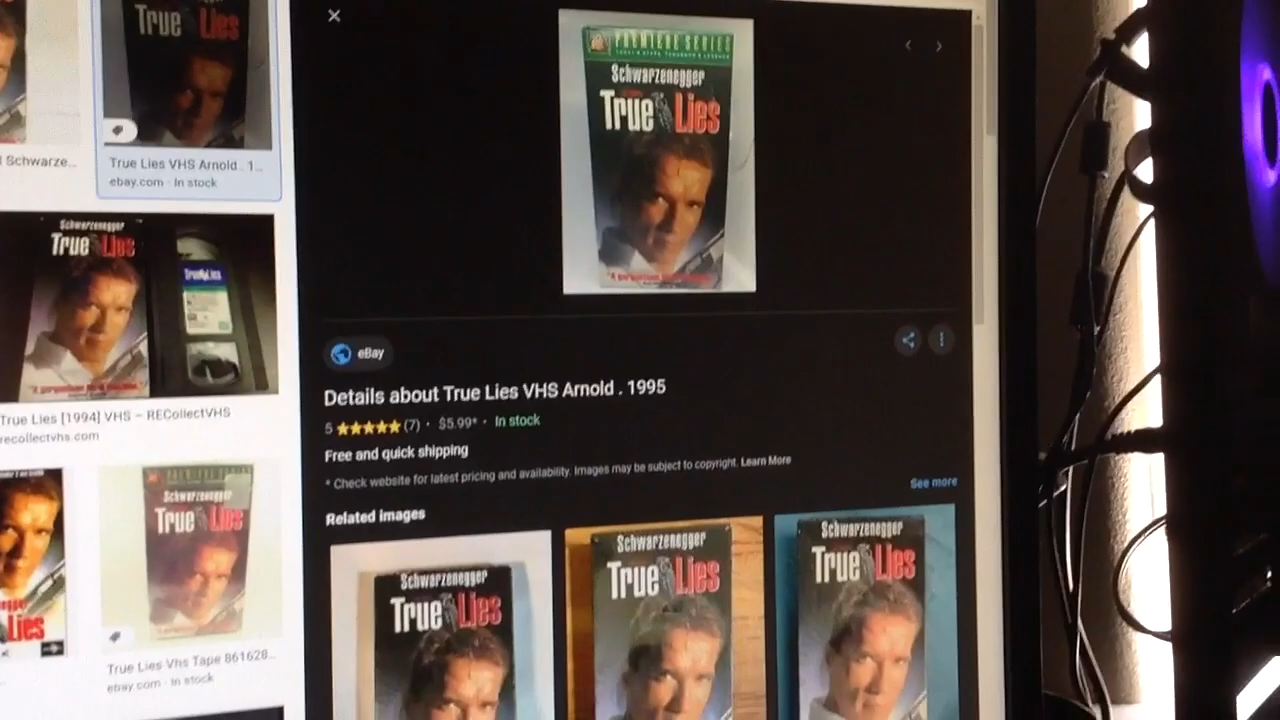 True Lies
l Schwarze...
True Lies VHS Arnold . 1...
ebay.com · In stock
Schwarzenegger
True Lies
True Lies
True Lies [1994] VHS – RECollectVHS
recollectvhs.com
Lies
PREMIERE SERIES
Schwarzenegger
True Lies
True Lies Vhs Tape 861628...
ebay.com · In stock
PREMIERE SERIES
Schwarzenegger
True Lies
eBay
Details about True Lies VHS Arnold . 1995
5 ★★★★★ (7) · $5.99* · In stock
Free and quick shipping
* Check website for latest pricing and availability. Images may be subject to copyright. Learn More
See more
Related images
Schwarzenegger
True Lies
Schwarzenegger
True Lies
Schwarzenegger
True Lies